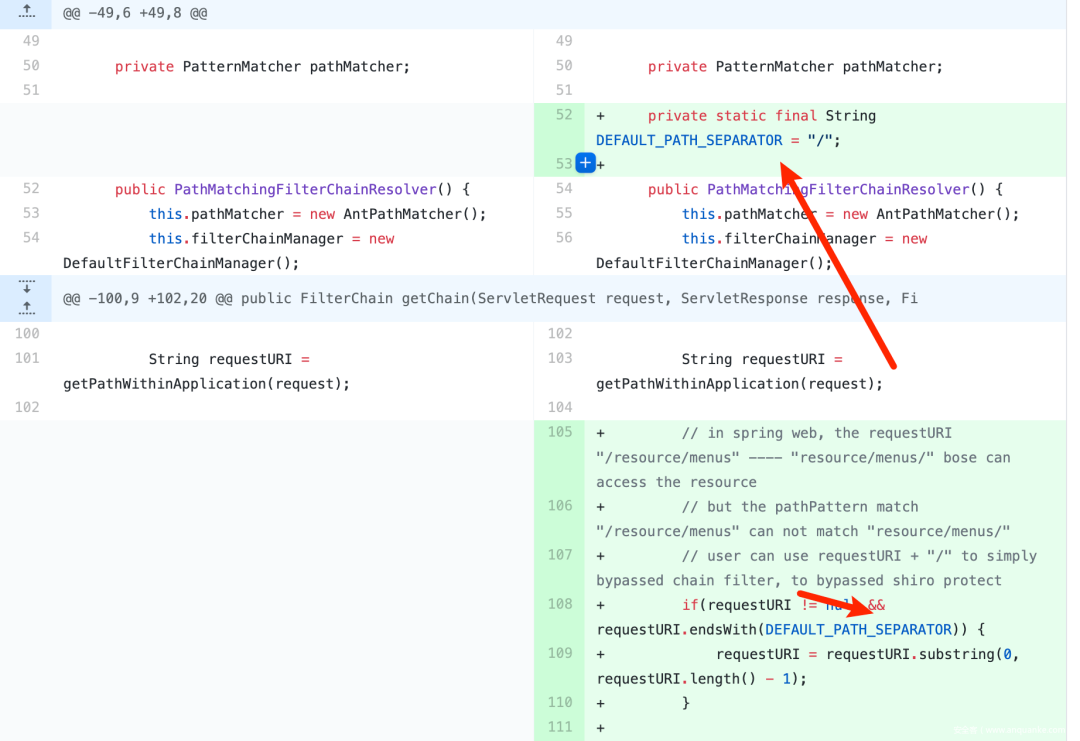 @@ -49,6 +49,8 @@
49 49
50 private PatternMatcher pathMatcher; 50 private PatternMatcher pathMatcher;
51 51
52 + private static final String
DEFAULT_PATH_SEPARATOR = "/";
53 +
52 public PathMatchingFilterChainResolver() { 54 public PathMatchingFilterChainResolver() {
53 this.pathMatcher = new AntPathMatcher(); 55 this.pathMatcher = new AntPathMatcher();
54 this.filterChainManager = new 56 this.filterChainManager = new
DefaultFilterChainManager(); DefaultFilterChainManager();
@@ -100,9 +102,20 @@ public FilterChain getChain(ServletRequest request, ServletResponse response, Fi
100 102
101 String requestURI = 103 String requestURI =
getPathWithinApplication(request); getPathWithinApplication(request);
102 104
105 + // in spring web, the requestURI
"/resource/menus" ---- "resource/menus/" bose can
access the resource
106 + // but the pathPattern match
"/resource/menus" can not match "resource/menus/"
107 + // user can use requestURI + "/" to simply
bypassed chain filter, to bypassed shiro protect
108 + if(requestURI != null &&
requestURI.endsWith(DEFAULT_PATH_SEPARATOR)) {
109 + requestURI = requestURI.substring(0,
requestURI.length() - 1);
110 + }
111 +